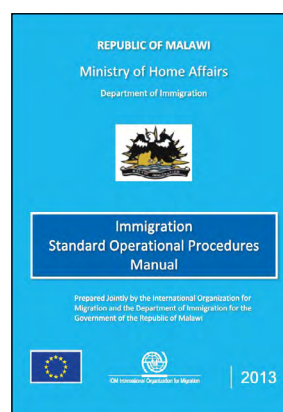 REPUBLIC OF MALAWI
Ministry of Home Affairs
Department of Immigration
Immigration
Standard Operational Procedures
Manual
Prepared Jointly by the International Organization for
Migration and the Department of Immigration for the
Government of the Republic of Malawi
IOM International Organization for Migration
2013